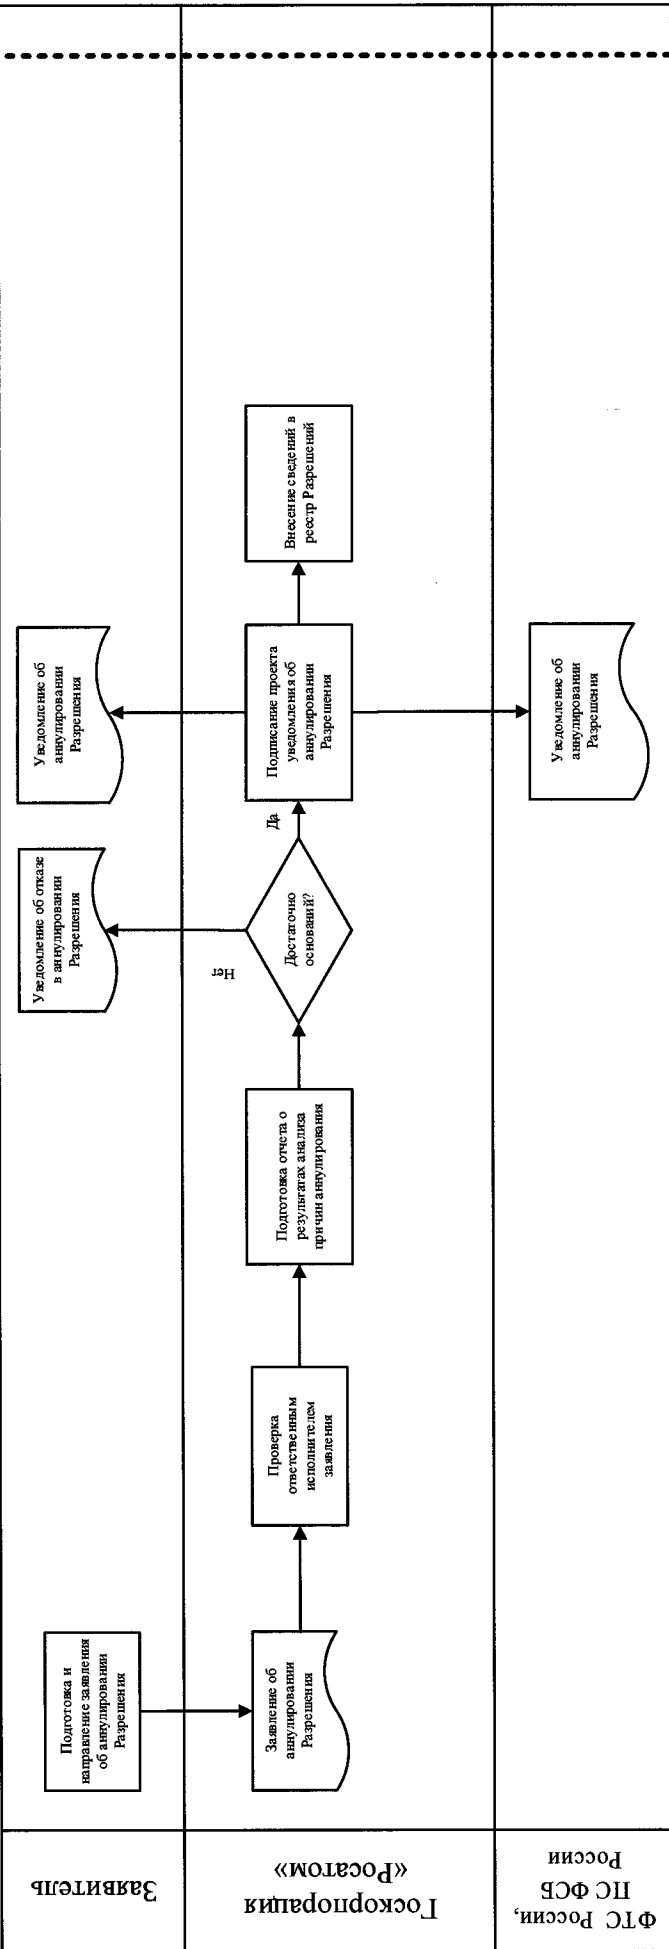 Заявитель
Подготовка и
направление заявления
об аннулировании
Разрешения
Уведомление об отказе
в аннулировании
Разрешения
Уведомление об
аннулировании
Разрешения
Госкорпорация
«Росатом»
Заявление об
аннулировании
Разрешения
Проверка
ответственным
исполнителем
заявления
Подготовка отчета о
результатах анализа
причин аннулирования
Достаточно
оснований?
Нет
Да
Подписание проекта
уведомления об
аннулировании
Разрешения
Внесение сведений в
реестр Разрешений
ФТС России,
ПС ФСБ
России
Уведомление об
аннулировании
Разрешения